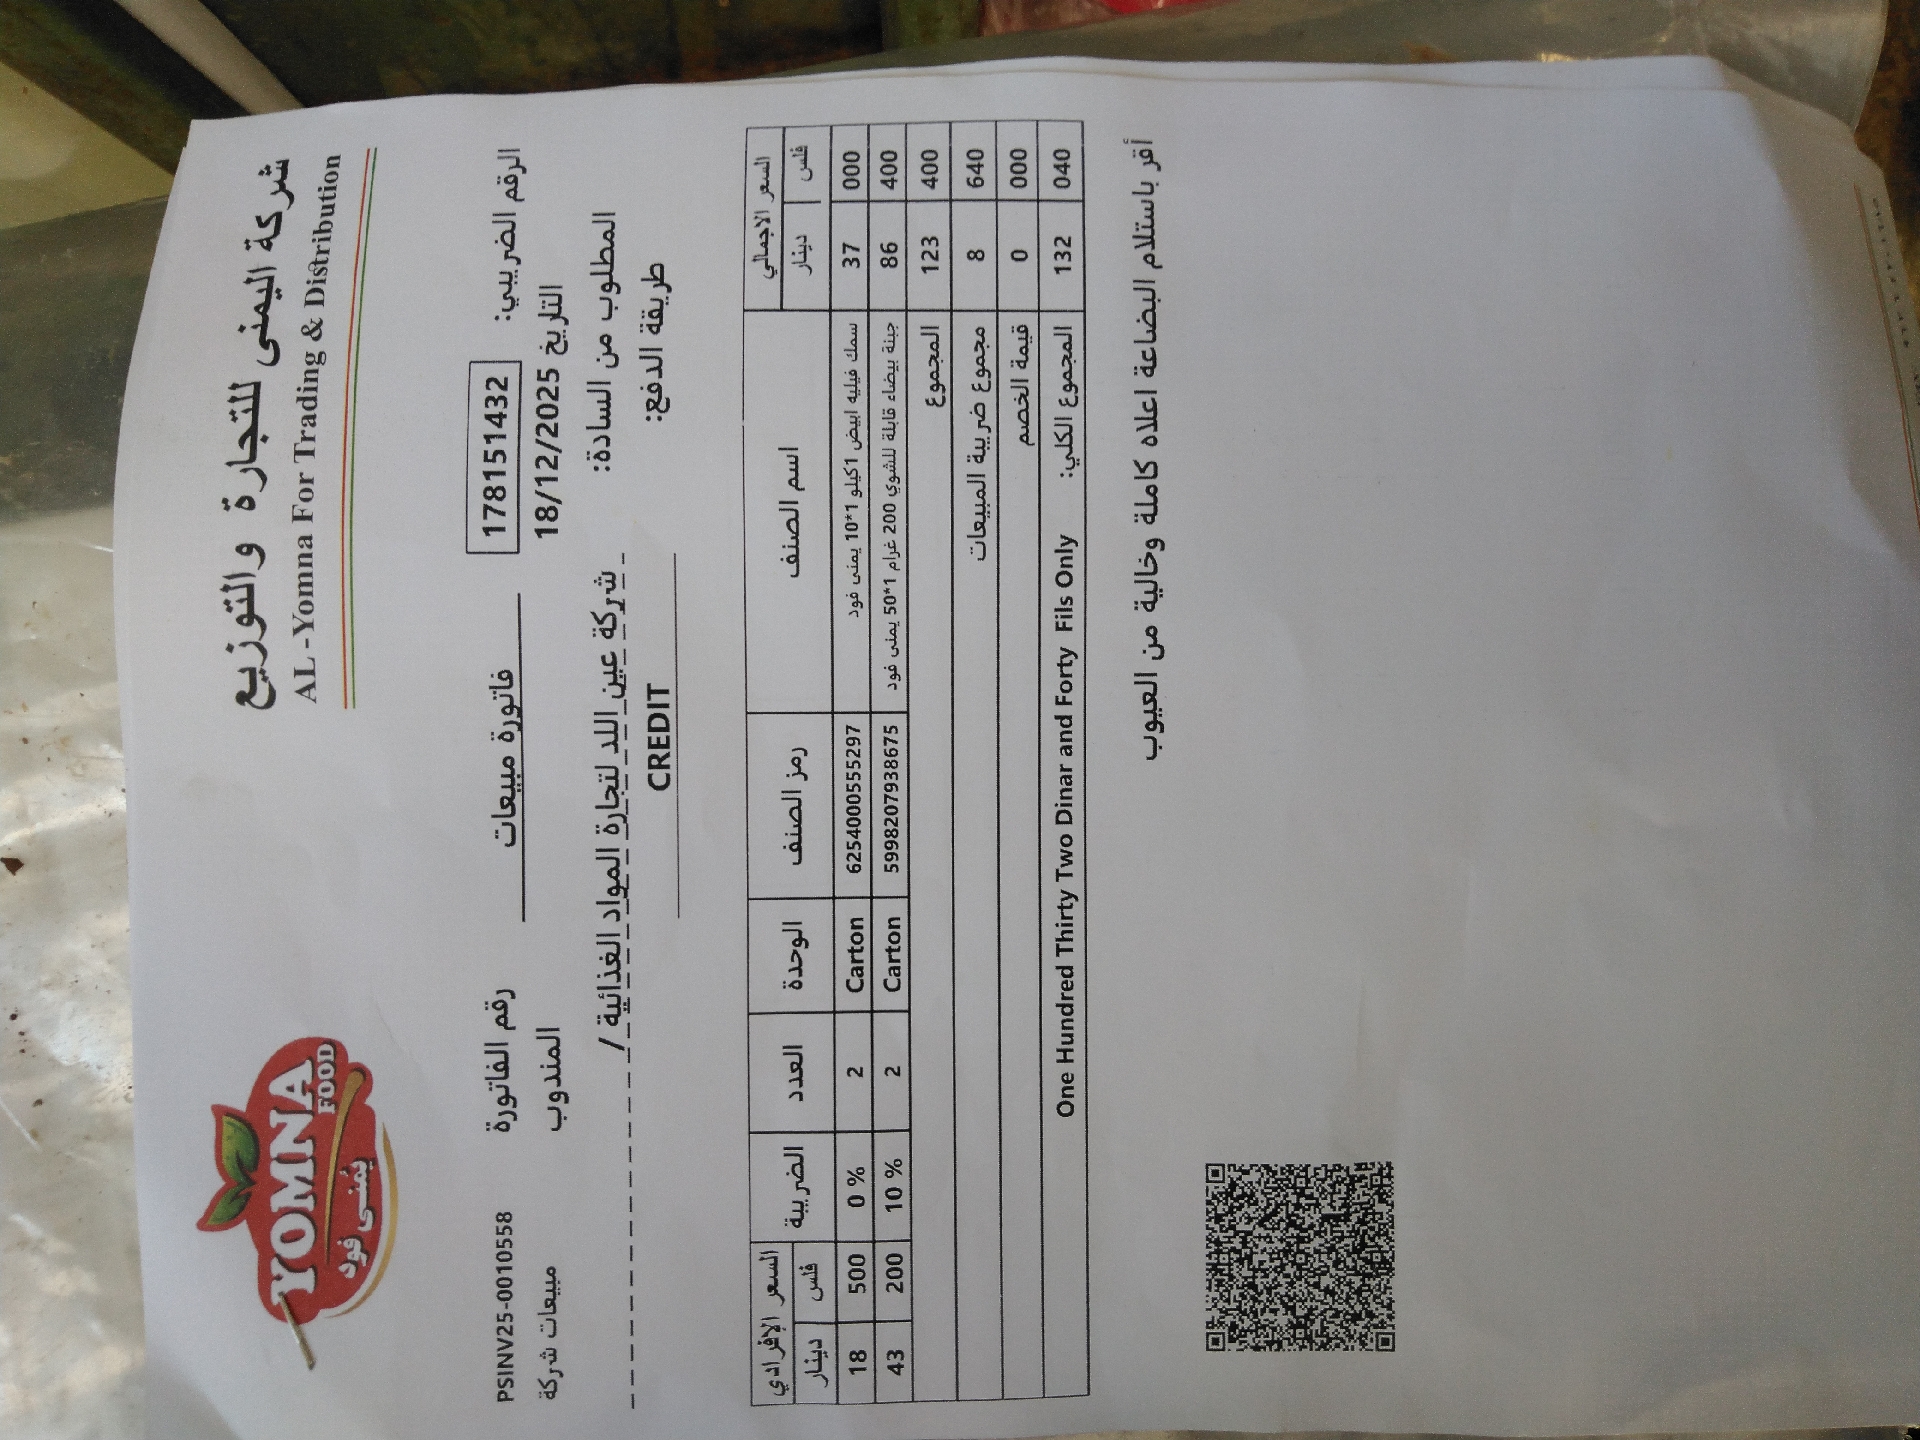 شركة اليمنى للتجارة والتوزيع
AL-Yomna For Trading & Distribution
YOMNA
FOOD
يمنى فود
الرقم الضريبي: 178151432 فاتورة مبيعات رقم الفاتورة PSINV25-0010558
التاريخ 18/12/2025 المندوب مبيعات شركة
المطلوب من السادة: شركة عين اللد لتجارة المواد الغذائية /
طريقة الدفع: CREDIT
السعر الاجمالي اسم الصنف رمز الصنف الوحدة العدد الضريبة السعر الإفرادي
فلس دينار فلس دينار
000 37 سمك فيليه ابيض 1كيلو 1*10 يمنى فود 6254000555297 Carton 2 0 % 500 18
400 86 جبنة بيضاء قابلة للشوي 200 غرام 1*50 يمنى فود 5998207938675 Carton 2 10 % 200 43
400 123 المجموع
640 8 مجموع ضريبة المبيعات
000 0 قيمة الخصم
040 132 المجموع الكلي: One Hundred Thirty Two Dinar and Forty Fils Only
أقر باستلام البضاعة اعلاه كاملة وخالية من العيوب